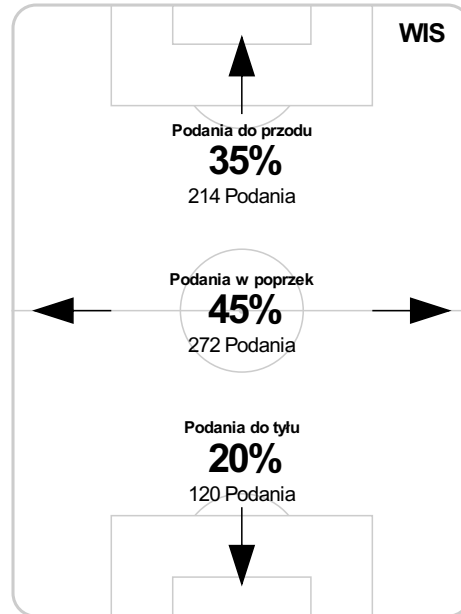 WIS
Podania do przodu
35%
214 Podania
Podania w poprzek
45%
272 Podania
Podania do tyłu
20%
120 Podania